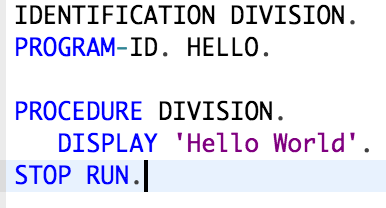 IDENTIFICATION DIVISION.
PROGRAM-ID. HELLO.

PROCEDURE DIVISION.
   DISPLAY 'Hello World'.
STOP RUN.